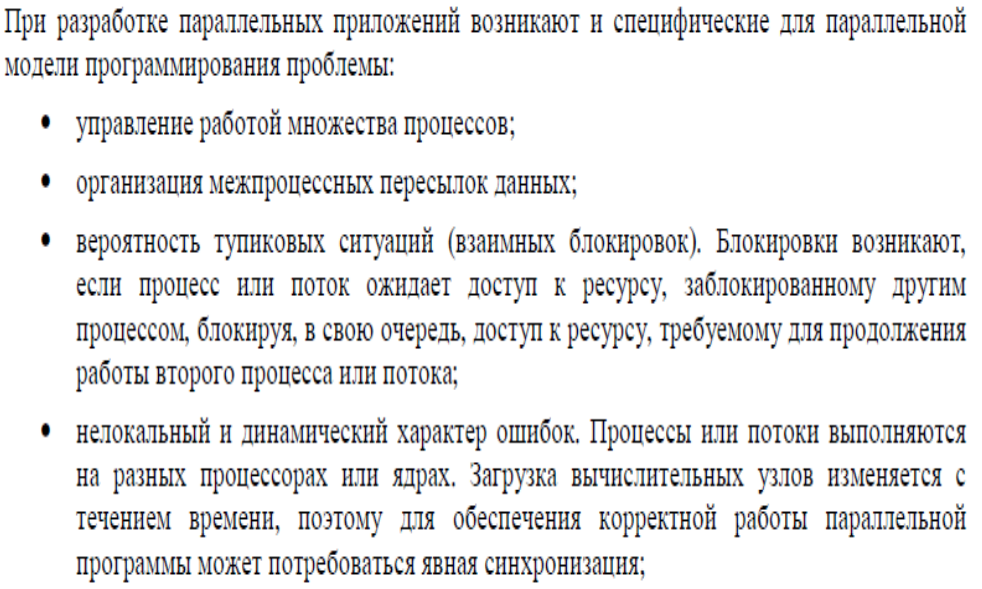 При разработке параллельных приложений возникают и специфические для параллельной
модели программирования проблемы:
• управление работой множества процессов;
• организация межпроцессных пересылок данных;
• вероятность тупиковых ситуаций (взаимных блокировок). Блокировки возникают,
если процесс или поток ожидает доступ к ресурсу, заблокированному другим
процессом, блокируя, в свою очередь, доступ к ресурсу, требуемому для продолжения
работы второго процесса или потока;
• нелокальный и динамический характер ошибок. Процессы или потоки выполняются
на разных процессорах или ядрах. Загрузка вычислительных узлов изменяется с
течением времени, поэтому для обеспечения корректной работы параллельной
программы может потребоваться явная синхронизация;